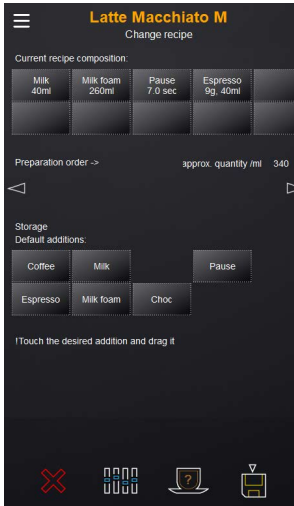 Latte Macchiato M
Change recipe
Current recipe composition:
Milk
40ml
Milk foam
260ml
Pause
7.0 sec
Espresso
9g, 40ml
Preparation order -> approx. quantity /ml 340
Storage
Default additions:
Coffee Milk Pause
Espresso Milk foam Choc
!Touch the desired addition and drag it
?